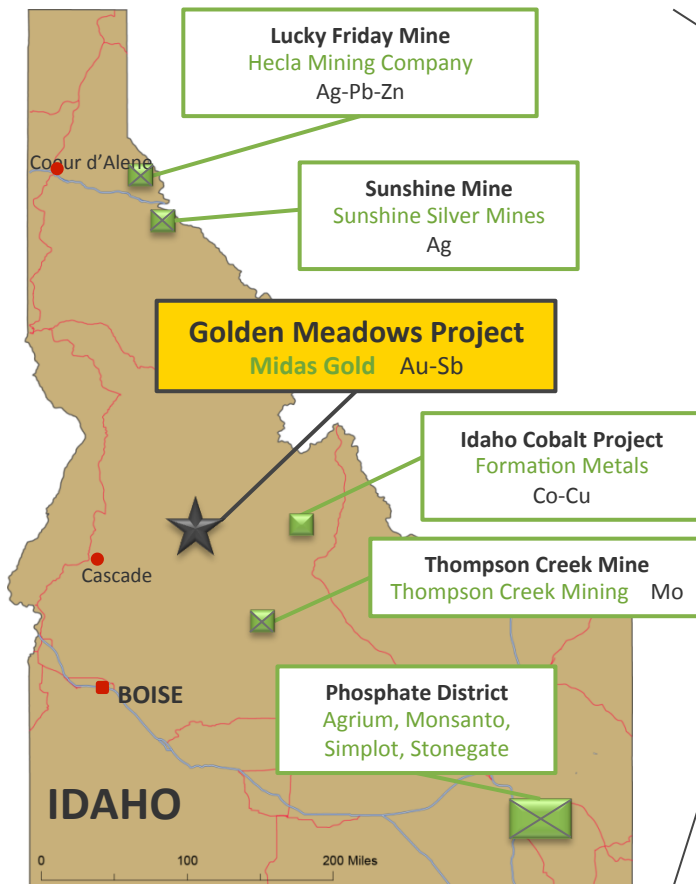 Lucky Friday Mine
Hecla Mining Company
Ag-Pb-Zn
Coeur d’Alene
Sunshine Mine
Sunshine Silver Mines
Ag
Golden Meadows Project
Midas Gold Au-Sb
Idaho Cobalt Project
Formation Metals
Co-Cu
Cascade
Thompson Creek Mine
Thompson Creek Mining Mo
BOISE
Phosphate District
Agrium, Monsanto,
Simplot, Stonegate
IDAHO
0 100 200 Miles